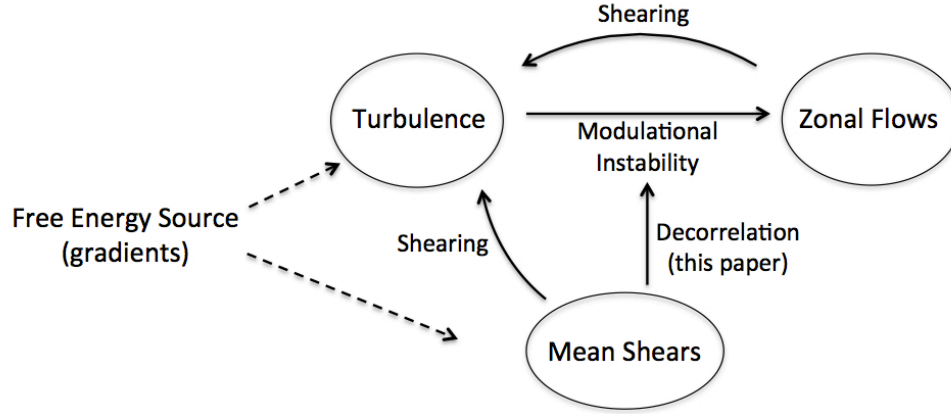 Shearing
Turbulence
Zonal Flows
Modulational
Instability
Free Energy Source
(gradients)
Shearing
Decorrelation
(this paper)
Mean Shears